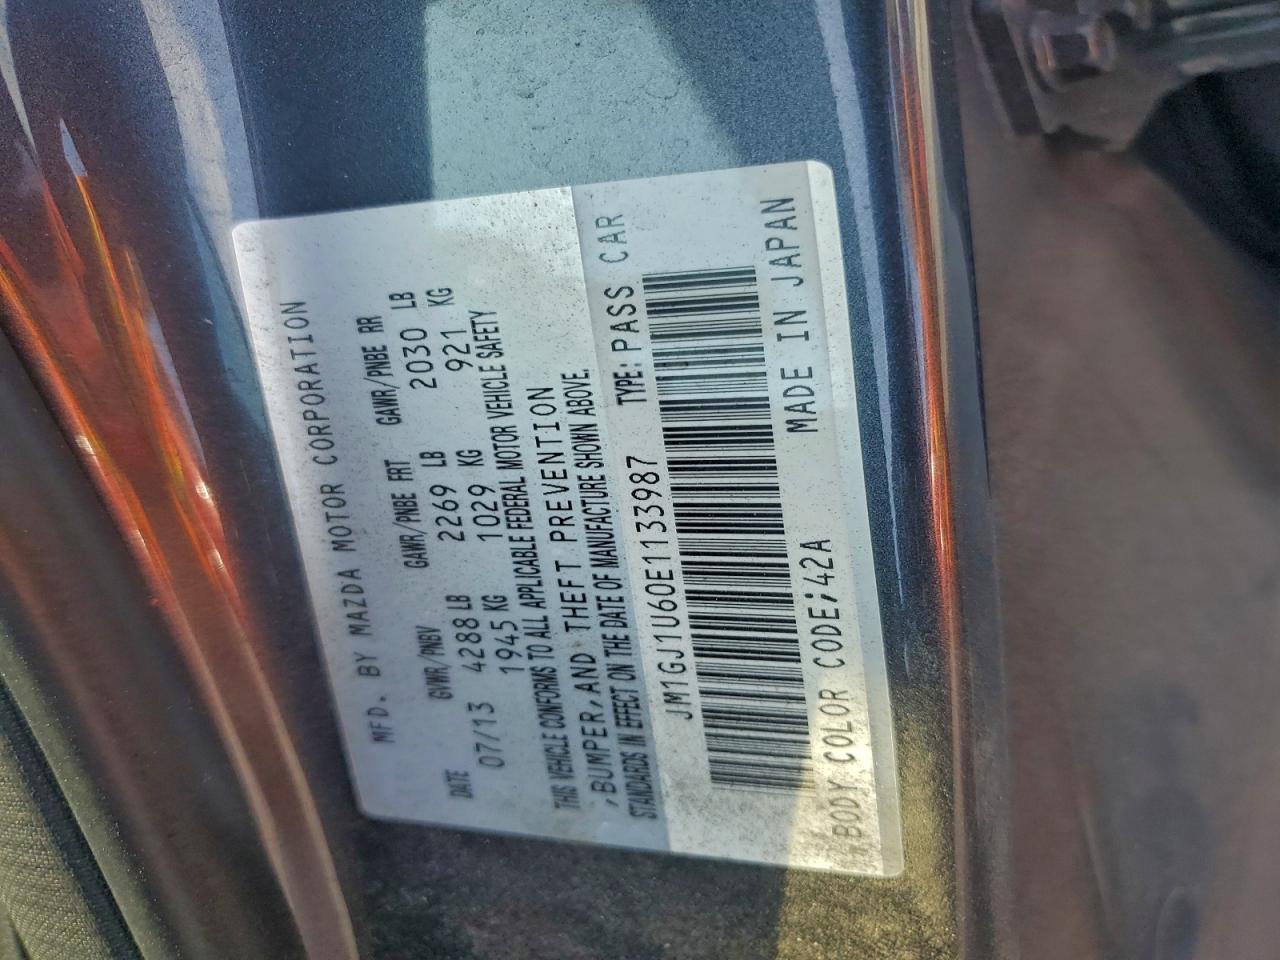 MFD. BY MAZDA MOTOR CORPORATION
DATE GVWR/PNBV GAWR/PNBE FRT GAWR/PNBE RR
07/13 4288 LB 2269 LB 2030 LB
1945 KG 1029 KG 921 KG
THIS VEHICLE CONFORMS TO ALL APPLICABLE FEDERAL MOTOR VEHICLE SAFETY
,BUMPER,AND THEFT PREVENTION
STANDARDS IN EFFECT ON THE DATE OF MANUFACTURE SHOWN ABOVE.
JM1GJ1U60E1133987 TYPE: PASS CAR
*BODY COLOR CODE;42A MADE IN JAPAN